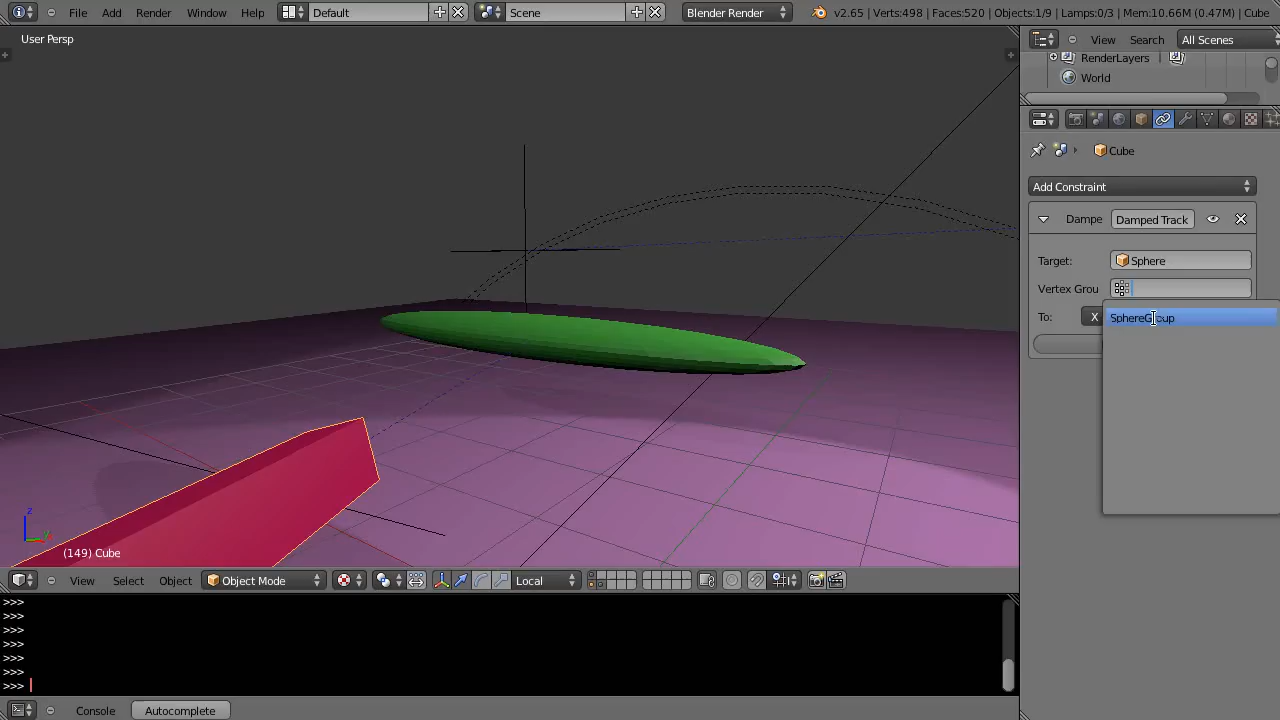 File Add Render Window Help Default Scene Blender Render v2.65 | Verts:498 | Faces:520 | Objects:1/9 | Lamps:0/3 | Mem:10.66M (0.47M) | Cube
User Persp
View Search All Scenes
RenderLayers
World
Cube
Add Constraint
Dampe Damped Track
Target: Sphere
Vertex Grou
To: X
SphereGroup
z
y
(149) Cube
View Select Object Object Mode Local
>>>
>>>
>>>
>>>
>>>
>>>
>>>
Console Autocomplete